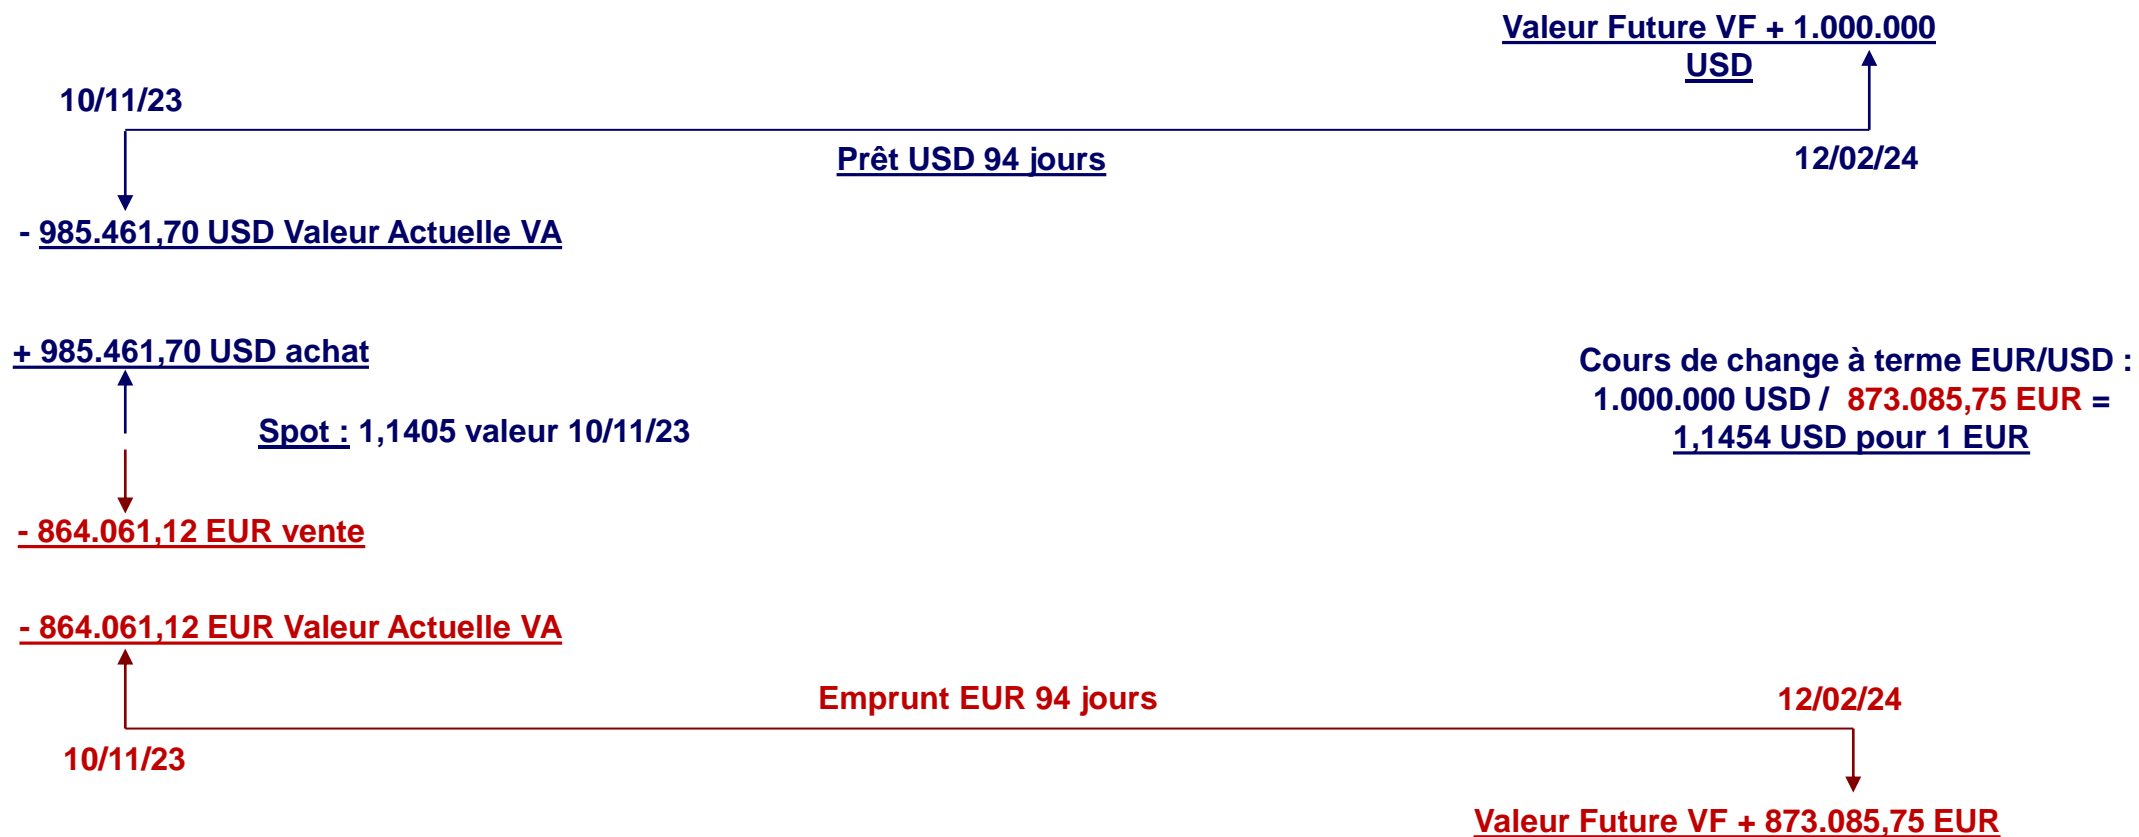 Valeur Future VF + 1.000.000
USD
10/11/23
Prêt USD 94 jours
12/02/24
- 985.461,70 USD Valeur Actuelle VA
+ 985.461,70 USD achat
Cours de change à terme EUR/USD :
1.000.000 USD / 873.085,75 EUR =
1,1454 USD pour 1 EUR
Spot : 1,1405 valeur 10/11/23
- 864.061,12 EUR vente
- 864.061,12 EUR Valeur Actuelle VA
Emprunt EUR 94 jours
12/02/24
10/11/23
Valeur Future VF + 873.085,75 EUR